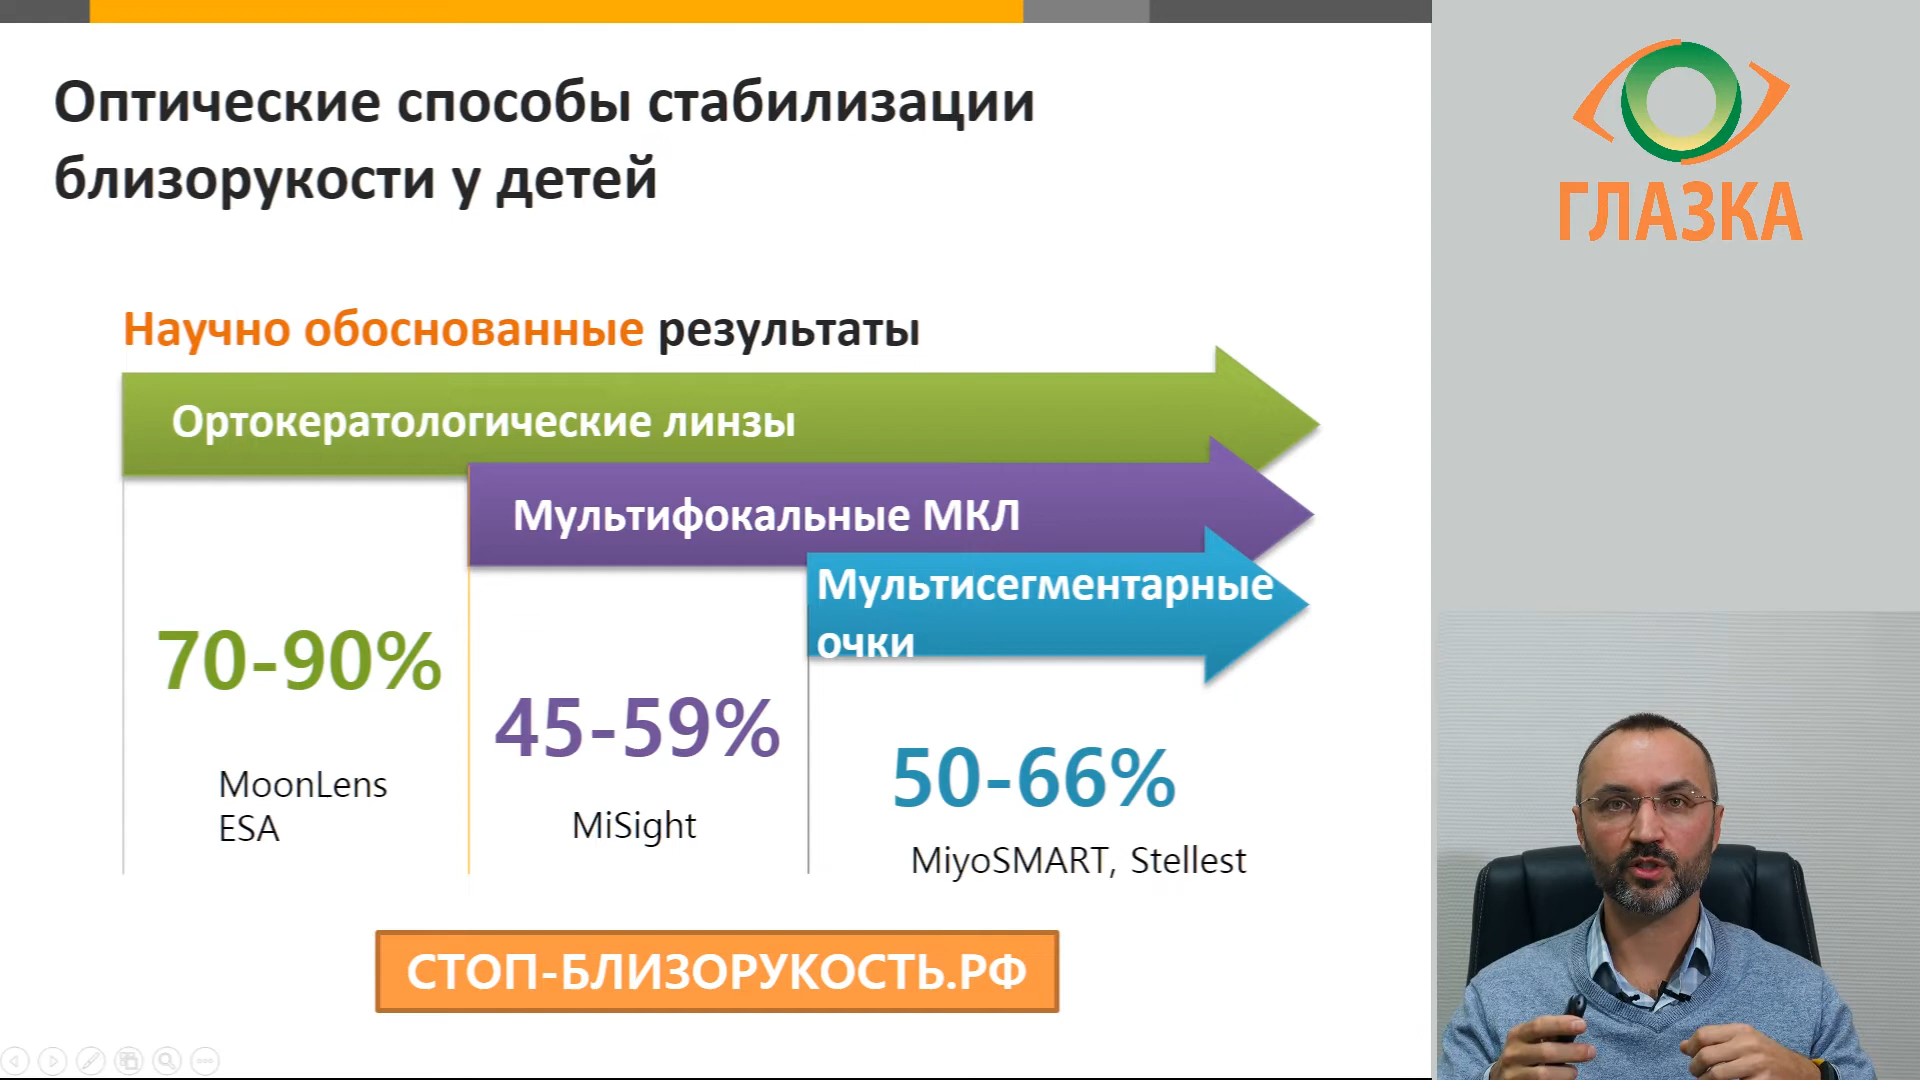 Оптические способы стабилизации
близорукости у детей
ГЛАЗКА
Научно обоснованные результаты
Ортокератологические линзы
Мультифокальные МКЛ
Мультисегментарные
очки
70-90%
45-59%
50-66%
MoonLens
ESA
MiSight
MiyoSMART, Stellest
СТОП-БЛИЗОРУКОСТЬ.РФ